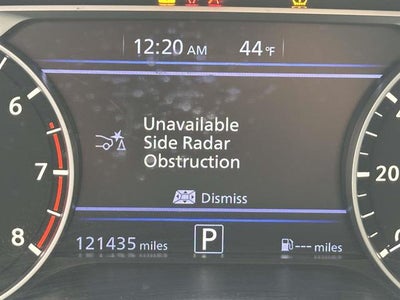 12:20 AM 44°F
Unavailable
Side Radar
Obstruction
Dismiss
121435 miles P --- miles
6
7
8
20